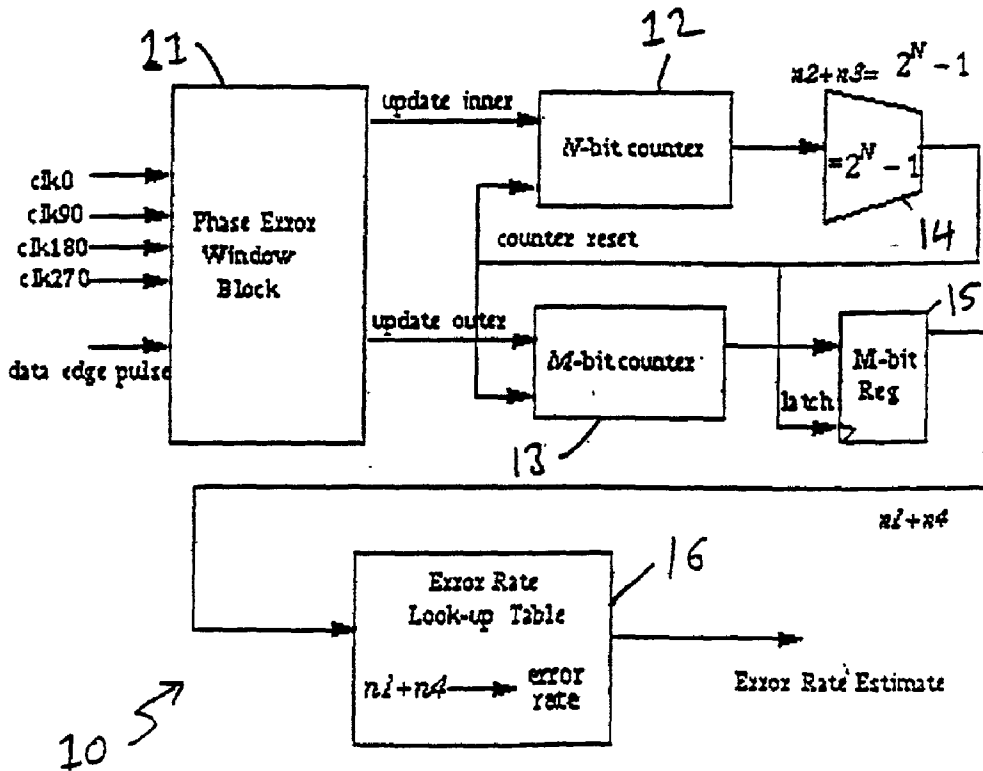 11
12
n2+n3= 2^N - 1
update inner
N-bit counter
= 2^N - 1
clk0
clk90
clk180
clk270
Phase Error
Window
Block
14
counter reset
15
update outer
data edge pulse
M-bit counter
M-bit
Reg
latch
13
n1+n4
16
Error Rate
Look-up Table
n1+n4
error
rate
Error Rate Estimate
10